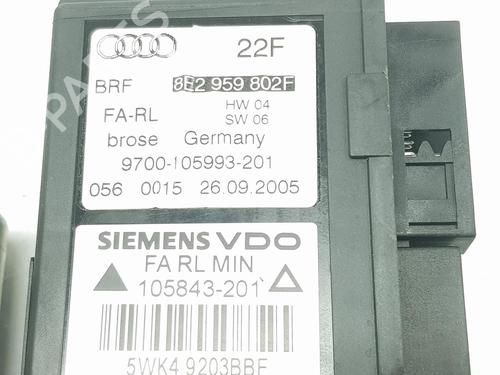 22F
BRF 8E2 959 802F
FA-RL HW 04
SW 06
brose Germany
9700-105993-201
056 0015 26.09.2005
SIEMENS VDO
FA RL MIN
105843-201
5WK4 9203BBF